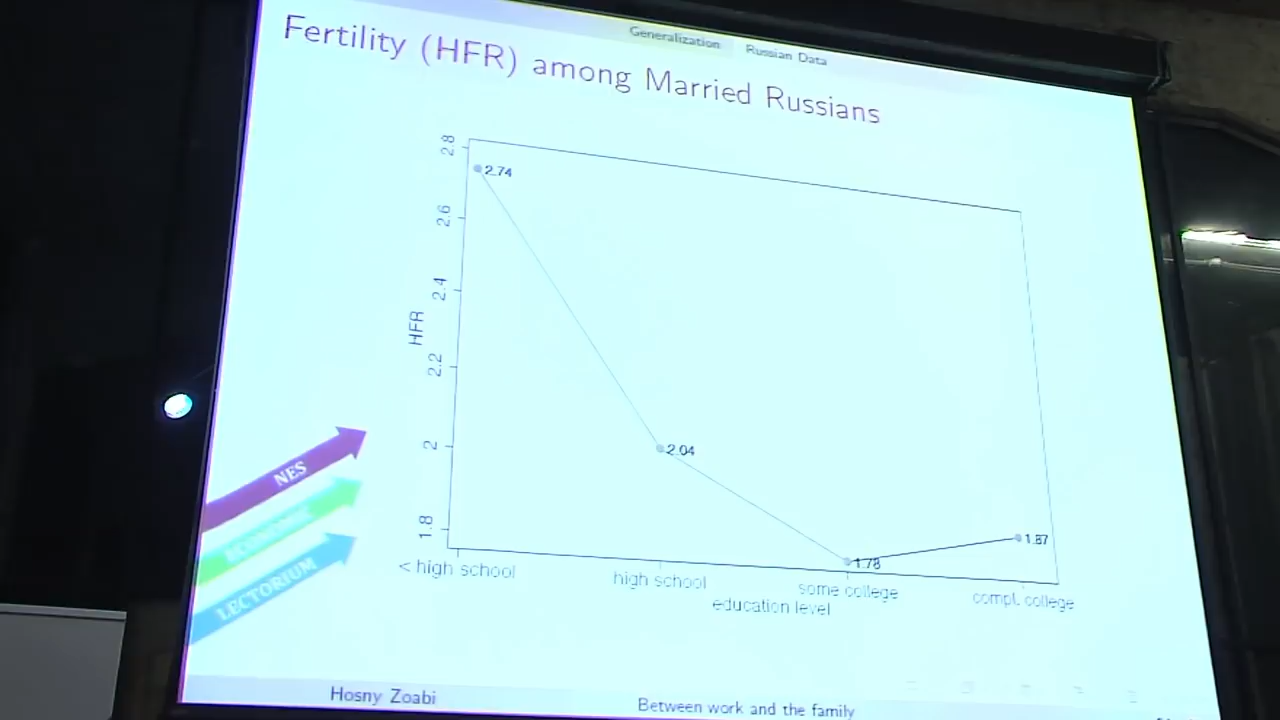 Generalization Russian Data
Fertility (HFR) among Married Russians
2.8
2.6
2.4
2.2
2
1.8
HFR
2.74
2.04
1.78
1.87
< high school
high school
some college
compl. college
education level
NES
LECTORIUM
Hosny Zoabi
Between work and the family